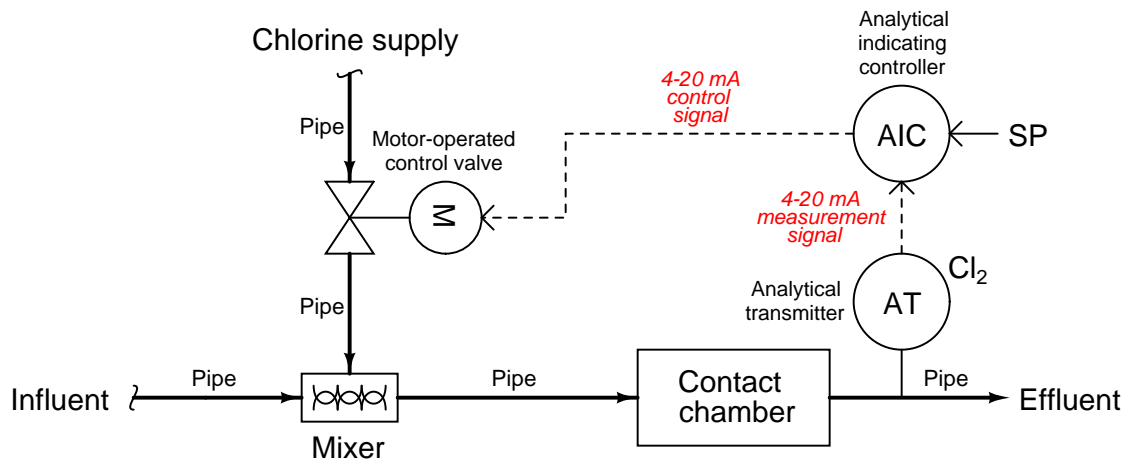 Chlorine supply
Analytical
indicating
controller
4-20 mA
control
signal
Pipe
Motor-operated
control valve
AIC
SP
M
4-20 mA
measurement
signal
Cl2
Pipe
Analytical
transmitter
AT
Influent
Pipe
Pipe
Contact
chamber
Pipe
Effluent
Mixer